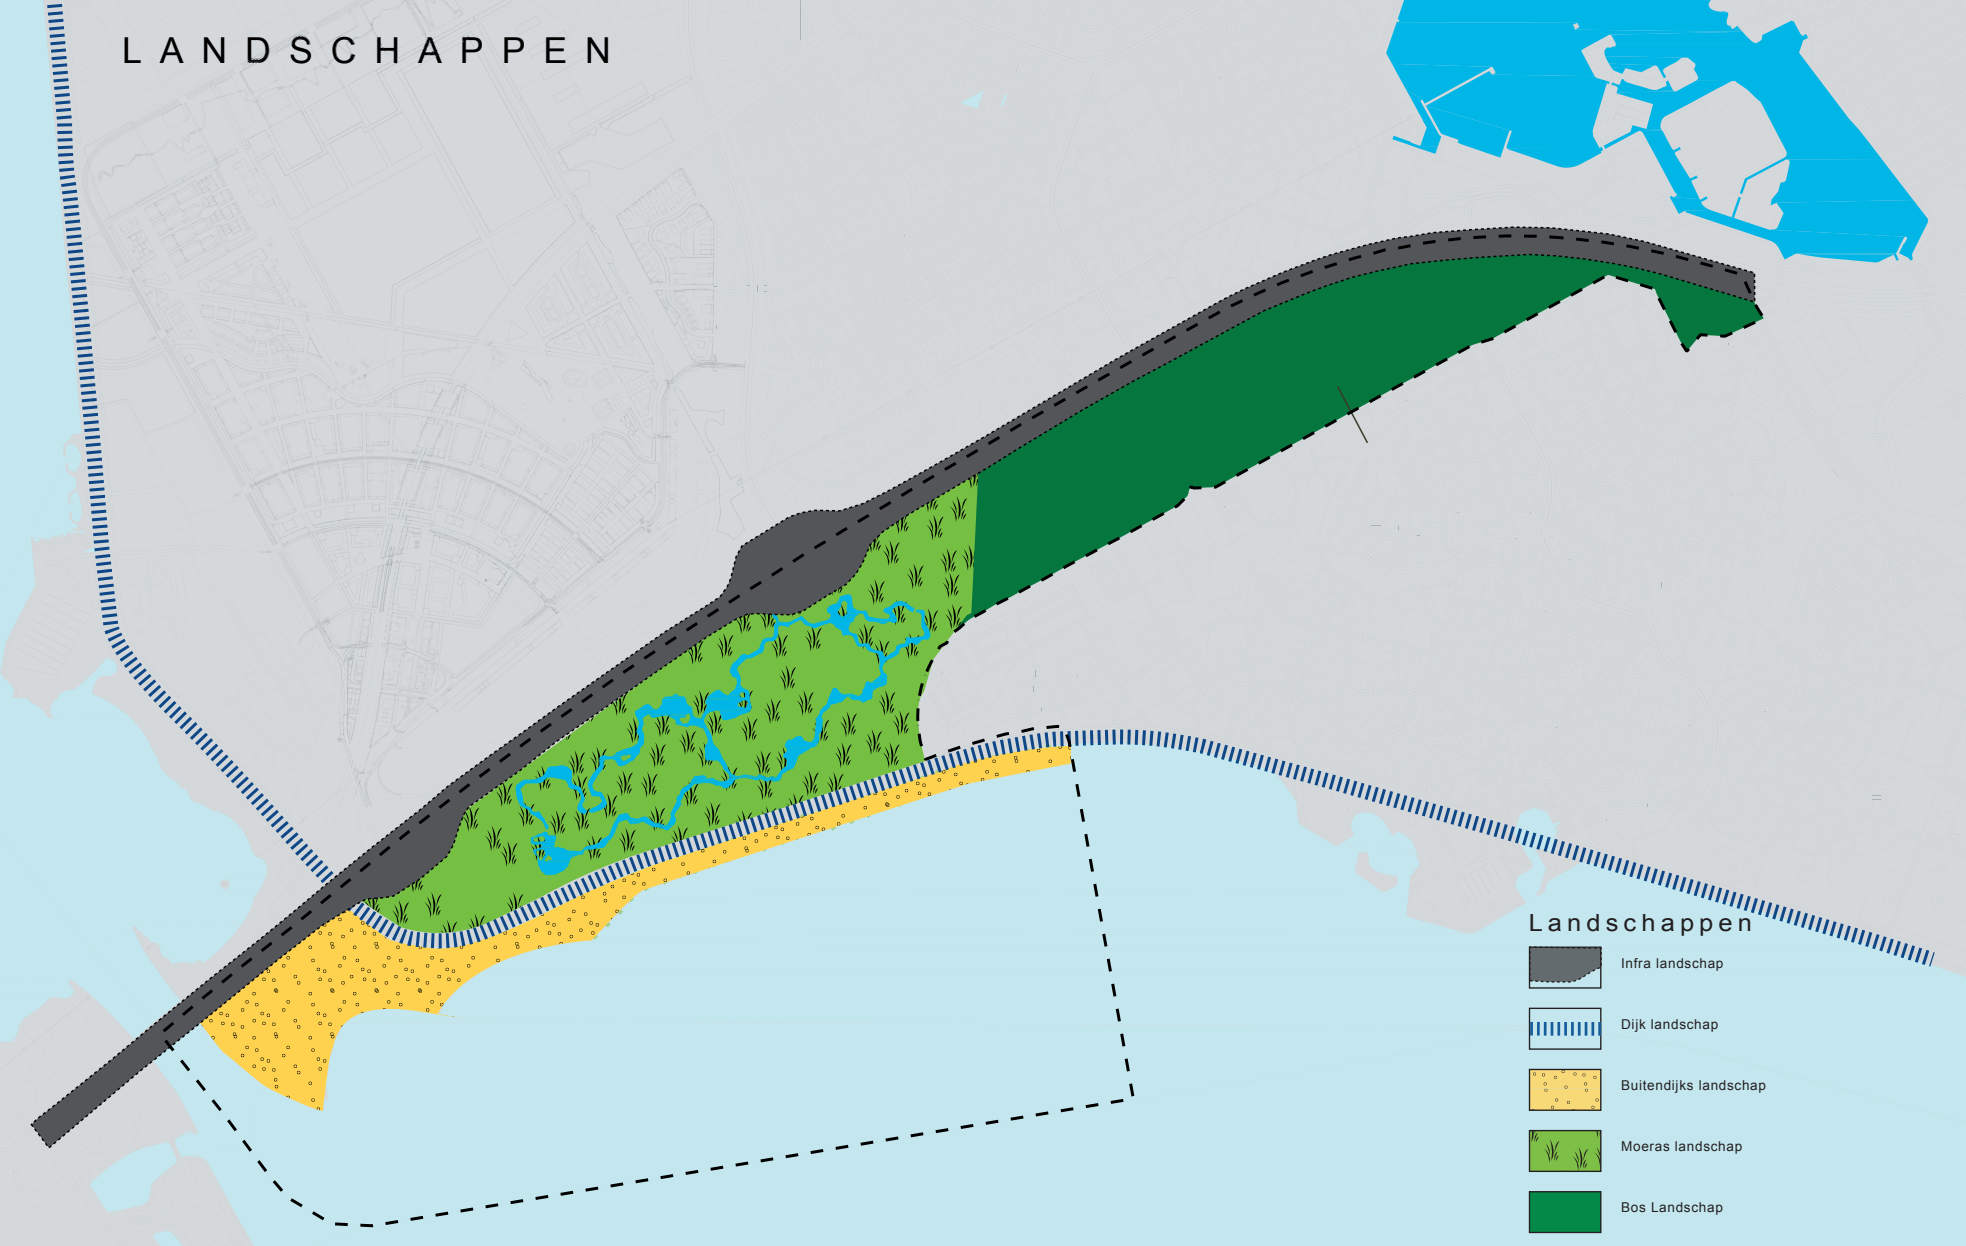 LANDSCHAPPEN
Landschappen
Infra landschap
Dijk landschap
Buitendijks landschap
Moeras landschap
Bos Landschap